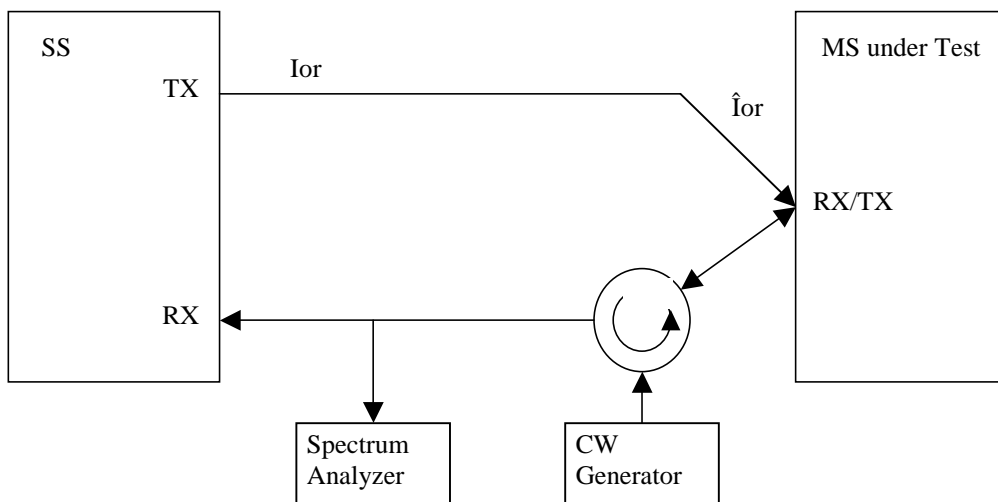 SS
MS under Test
TX
Ior
Îor
RX/TX
RX
Spectrum
Analyzer
CW
Generator